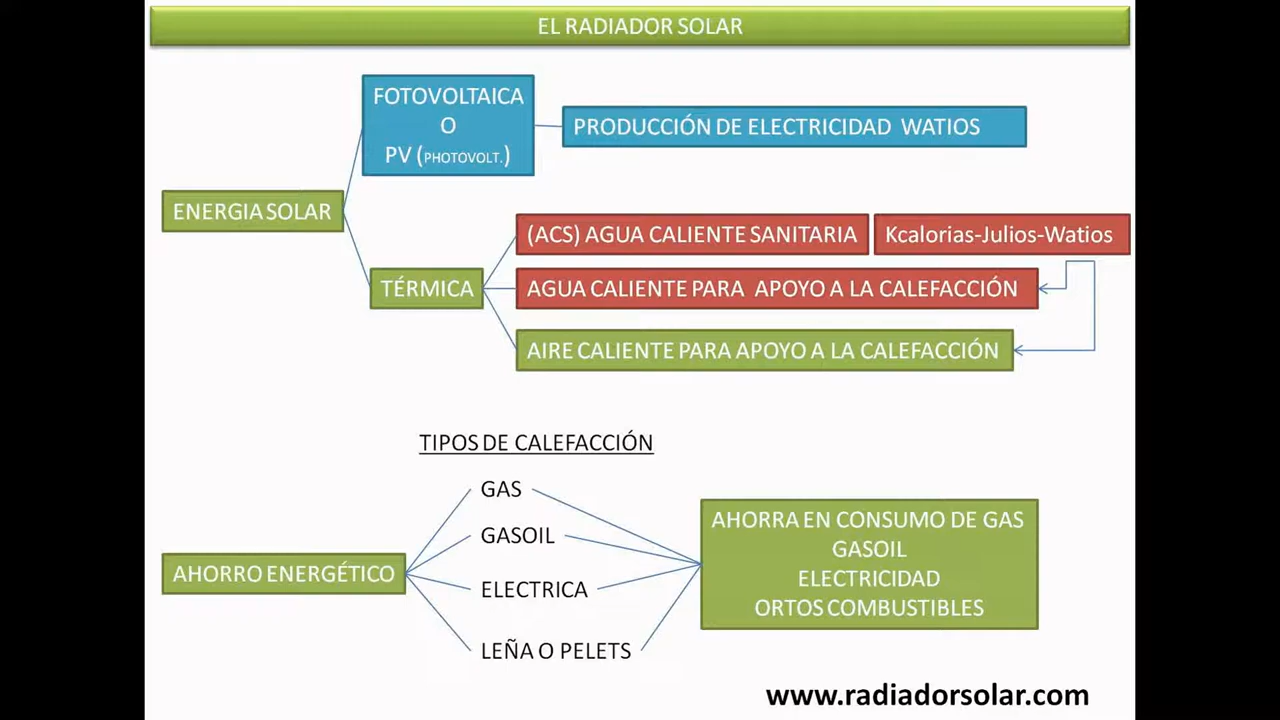 EL RADIADOR SOLAR
FOTOVOLTAICA
O
PV (PHOTOVOLT.)
PRODUCCIÓN DE ELECTRICIDAD WATIOS
ENERGIA SOLAR
TÉRMICA
(ACS) AGUA CALIENTE SANITARIA
Kcalorias-Julios-Watios
AGUA CALIENTE PARA APOYO A LA CALEFACCIÓN
AIRE CALIENTE PARA APOYO A LA CALEFACCIÓN
TIPOS DE CALEFACCIÓN
AHORRO ENERGÉTICO
GAS
GASOIL
ELECTRICA
LEÑA O PELETS
AHORRA EN CONSUMO DE GAS
GASOIL
ELECTRICIDAD
ORTOS COMBUSTIBLES
www.radiadorsolar.com